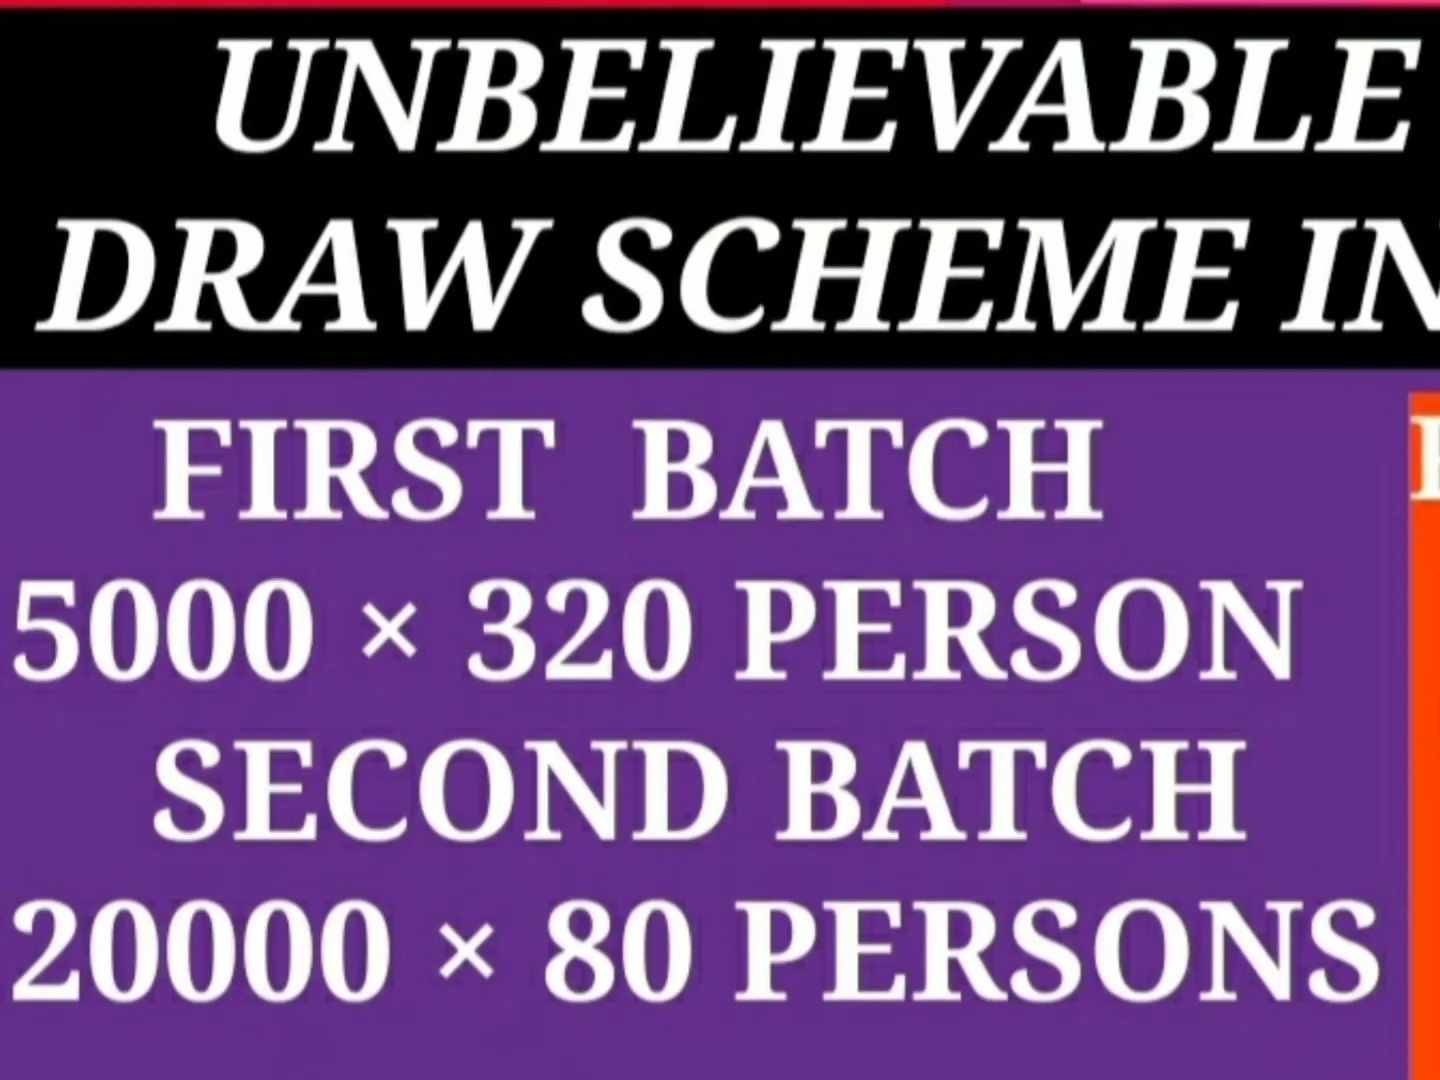 UNBELIEVABLE
DRAW SCHEME IN
FIRST BATCH
5000 × 320 PERSON
SECOND BATCH
20000 × 80 PERSONS